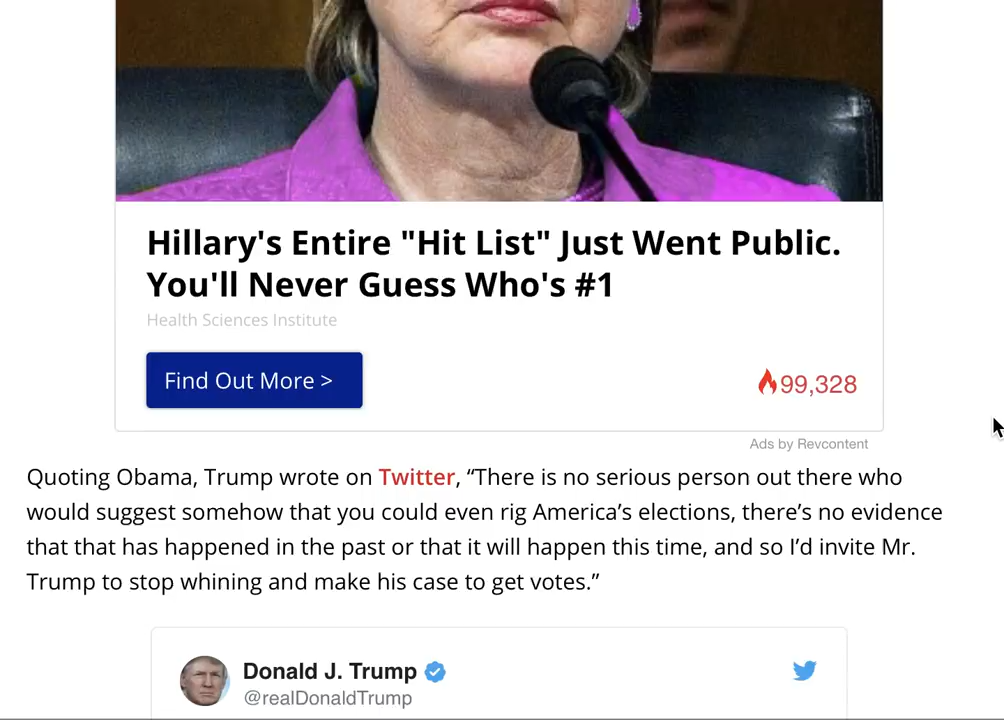 Hillary's Entire "Hit List" Just Went Public.
You'll Never Guess Who's #1
Health Sciences Institute
Find Out More >
99,328
Ads by Revcontent
Quoting Obama, Trump wrote on Twitter, “There is no serious person out there who
would suggest somehow that you could even rig America’s elections, there’s no evidence
that that has happened in the past or that it will happen this time, and so I’d invite Mr.
Trump to stop whining and make his case to get votes.”
Donald J. Trump
@realDonaldTrump